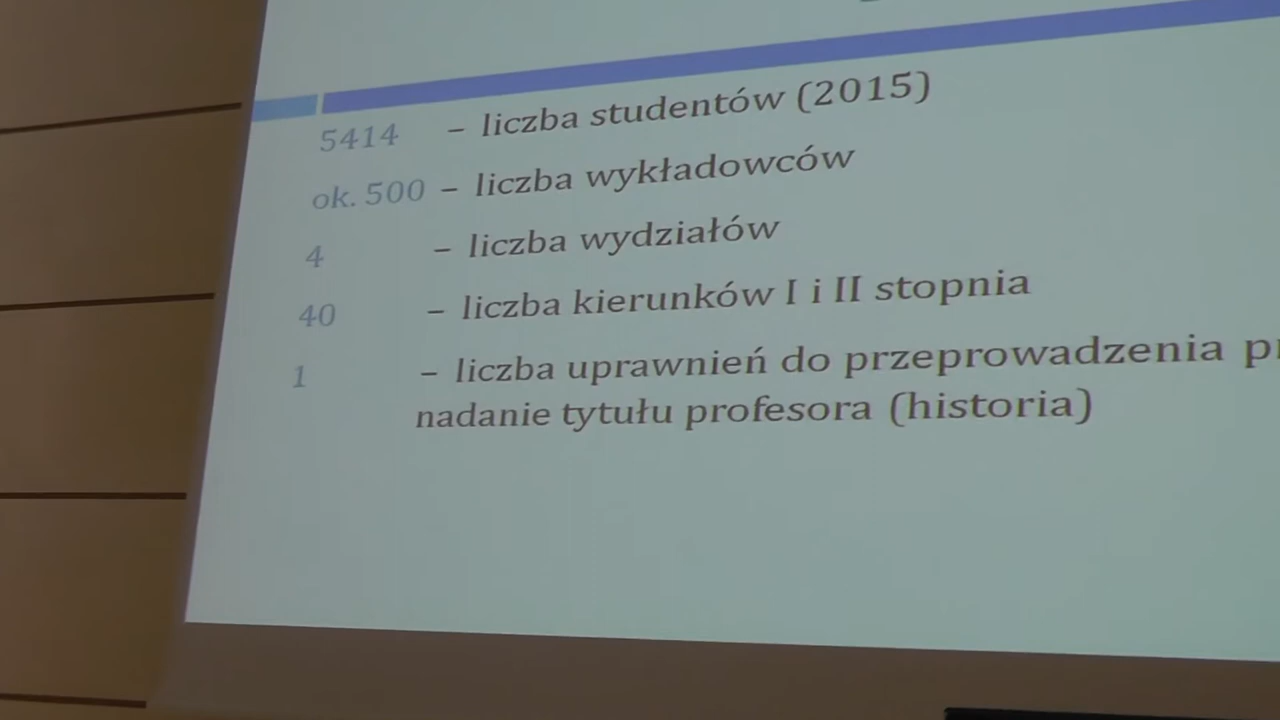 5414 – liczba studentów (2015)
ok. 500 – liczba wykładowców
4 – liczba wydziałów
40 – liczba kierunków I i II stopnia
1 – liczba uprawnień do przeprowadzenia
nadanie tytułu profesora (historia)